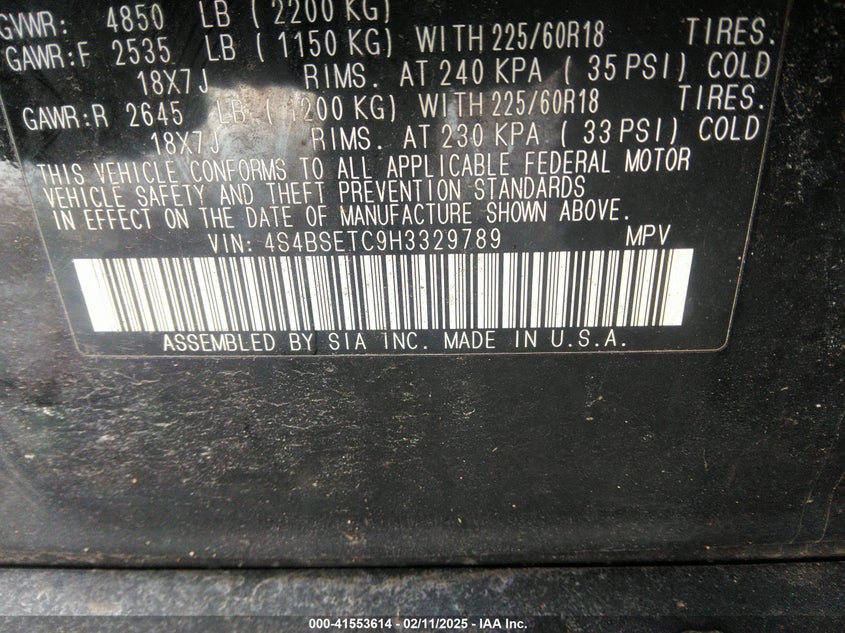 GVWR: 4850 LB (2200 KG)
GAWR:F 2535 LB (1150 KG) WITH 225/60R18 TIRES.
18X7J RIMS. AT 240 KPA (35 PSI) COLD
GAWR:R 2645 LB (1200 KG) WITH 225/60R18 TIRES.
18X7J RIMS. AT 230 KPA (33 PSI) COLD
THIS VEHICLE CONFORMS TO ALL APPLICABLE FEDERAL MOTOR
VEHICLE SAFETY AND THEFT PREVENTION STANDARDS
IN EFFECT ON THE DATE OF MANUFACTURE SHOWN ABOVE.
VIN: 4S4BSETC9H3329789 MPV
ASSEMBLED BY SIA INC. MADE IN U.S.A.
000-41553614 - 02/11/2025 - IAA Inc.